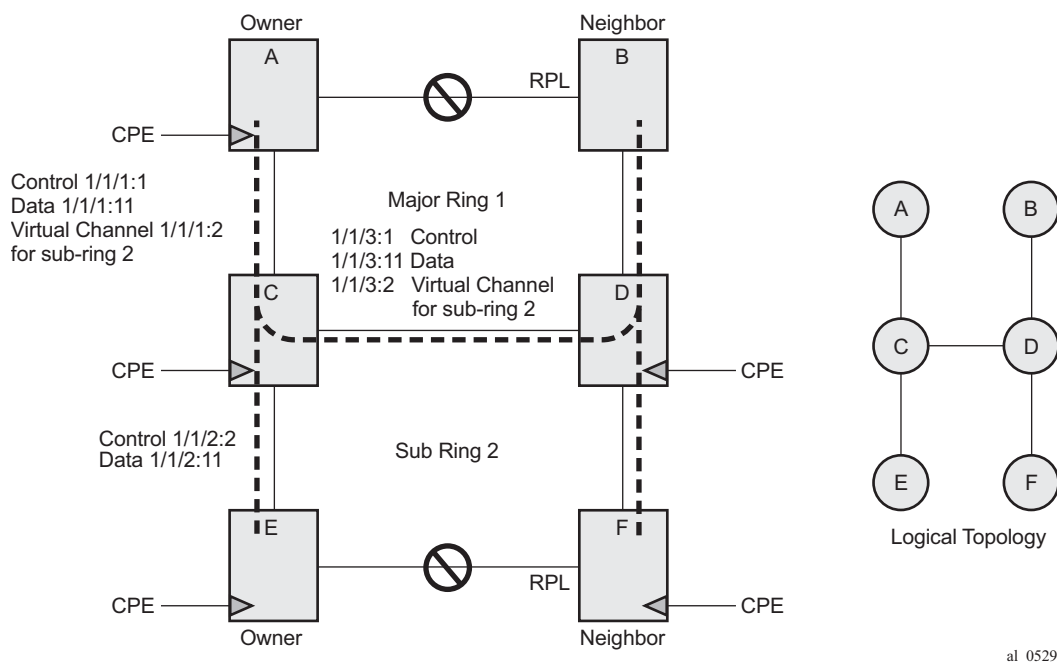 Owner
Neighbor
A
B
RPL
CPE
Control 1/1/1:1
Data 1/1/1:11
Virtual Channel 1/1/1:2
for sub-ring 2
Major Ring 1
1/1/3:1 Control
1/1/3:11 Data
1/1/3:2 Virtual Channel
for sub-ring 2
C
D
CPE
CPE
Control 1/1/2:2
Data 1/1/2:11
Sub Ring 2
E
F
RPL
CPE
CPE
Owner
Neighbor
A
B
C
D
E
F
Logical Topology
al_0529